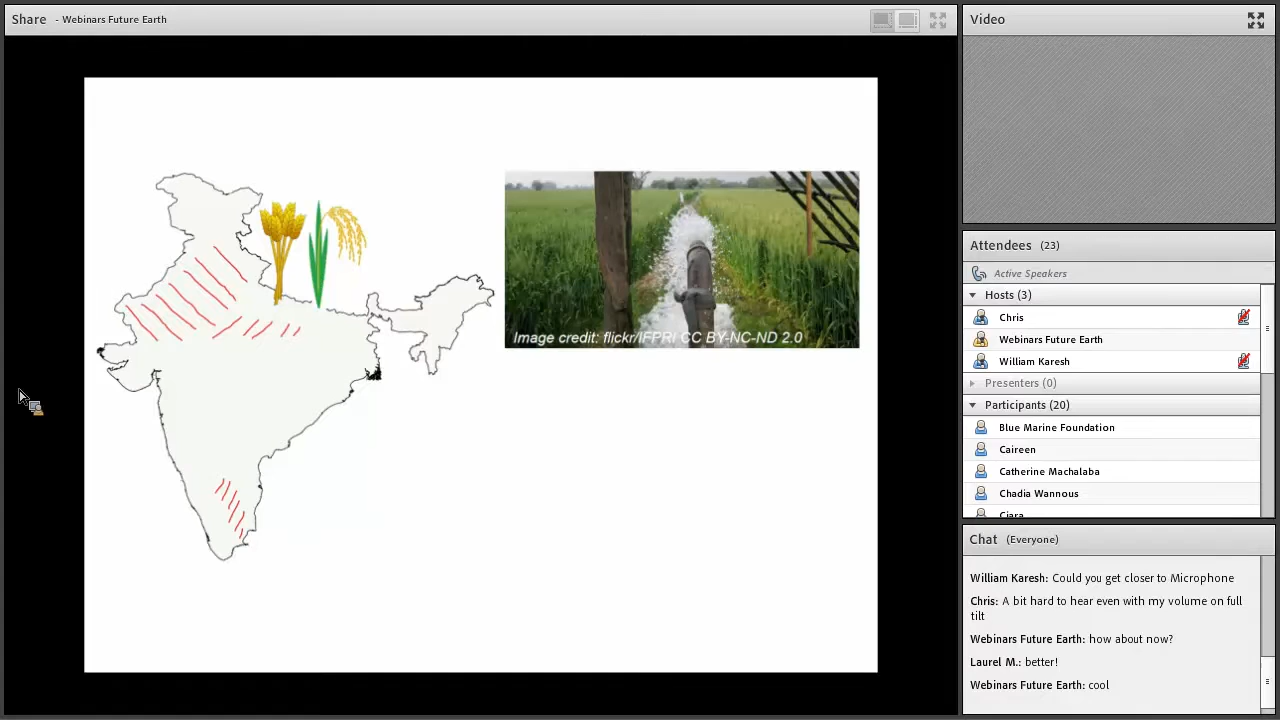 Share - Webinars Future Earth
Image credit: flickr/IFPRI CC BY-NC-ND 2.0
Video
Attendees (23)
Active Speakers
Hosts (3)
Chris
Webinars Future Earth
William Karesh
Presenters (0)
Participants (20)
Blue Marine Foundation
Caireen
Catherine Machalaba
Chadia Wannous
Ciara
Chat (Everyone)
William Karesh: Could you get closer to Microphone
Chris: A bit hard to hear even with my volume on full
tilt
Webinars Future Earth: how about now?
Laurel M.: better!
Webinars Future Earth: cool